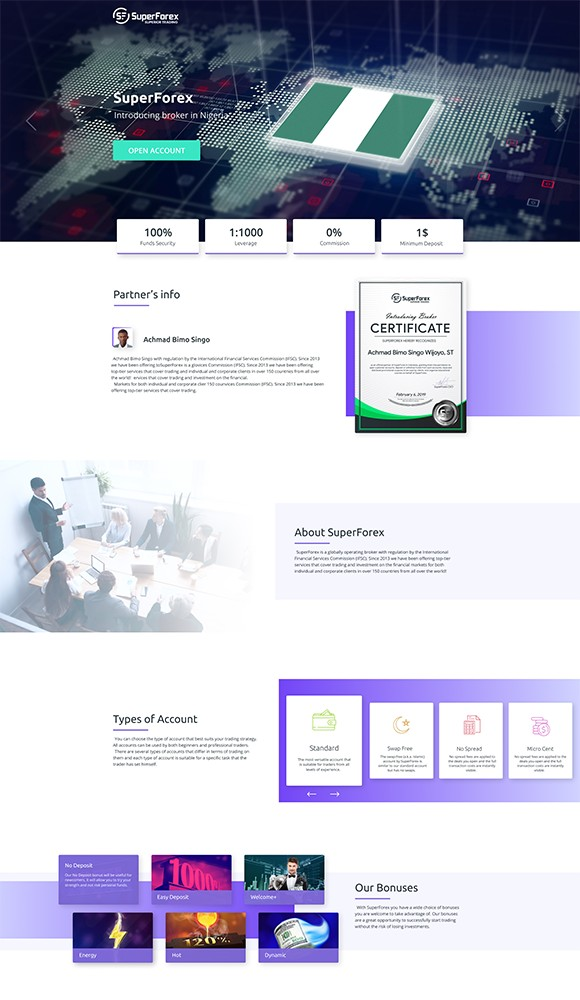 SF SuperForex
SUPERIOR TRADING
SuperForex
Introducing broker in Nigeria
OPEN ACCOUNT
100%
Funds Security
1:1000
Leverage
0%
Commission
1$
Minimum Deposit
Partner's info
Achmad Bimo Singo
Achmad Bimo Singo with regulation by the International Financial Services Commission (IFSC). Since 2013
we have been offering toSuperForex is a glissices Commission (IFSC). Since 2013 we have been offering
top-tier services that cover trading and individual and corporate clients in over 150 countries from all over
the world! ervices that cover trading and investment on the financial.
Markets for both individual and corporate clier 150 coursvices Commission (IFSC). Since 2013 we have been
offering top-tier services that cover trading.
SF SuperForex
Introducing Broker
CERTIFICATE
SUPERFOREX HEREBY RECOGNIZED
Achmad Bimo Singo Wijoyo, ST
February 6, 2019
About SuperForex
SuperForex is a globally operating broker with regulation by the International
Financial Services Commission (IFSC). Since 2013 we have been offering top-tier
services that cover trading and investment on the financial markets for both
individual and corporate clients in over 150 countries from all over the world!
Types of Account
You can choose the type of account that best suits your trading strategy.
All accounts can be used by both beginners and professional traders.
There are several types of accounts that differ in terms of trading on
them and each type of account is suitable for a specific task that the
trader has set himself.
Standard
The most versatile account that
is suitable for traders from all
levels of experience.
Swap Free
The swap-free (a.k.a. Islamic)
account by SuperForex is
similar to our standard account
but has no swaps.
No Spread
No spread fees are applied to the
deals you open and the full
transaction costs are instantly
visible.
Micro Cent
No spread fees are applied to the
deals you open and the full
transaction costs are instantly
visible.
No Deposit
Our No Deposit bonus will be useful for
newcomers, it will allow you to try your
strength and not risk personal funds.
1000%
Easy Deposit
Welcome+
Energy
120%
Hot
Dynamic
Our Bonuses
With SuperForex you have a wide choice of bonuses
you are welcome to take advantage of. Our bonuses
are a great opportunity to successfully start trading
without the risk of losing investments.